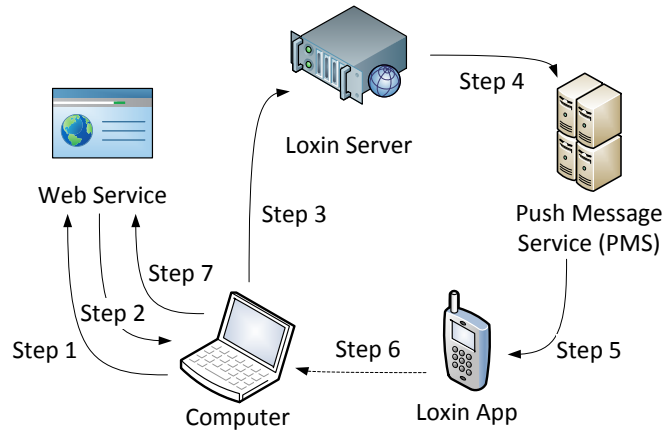 Step 4
Loxin Server
Web Service
Step 3
Push Message
Service (PMS)
Step 7
Step 2
Step 1
Step 6
Step 5
Computer
Loxin App